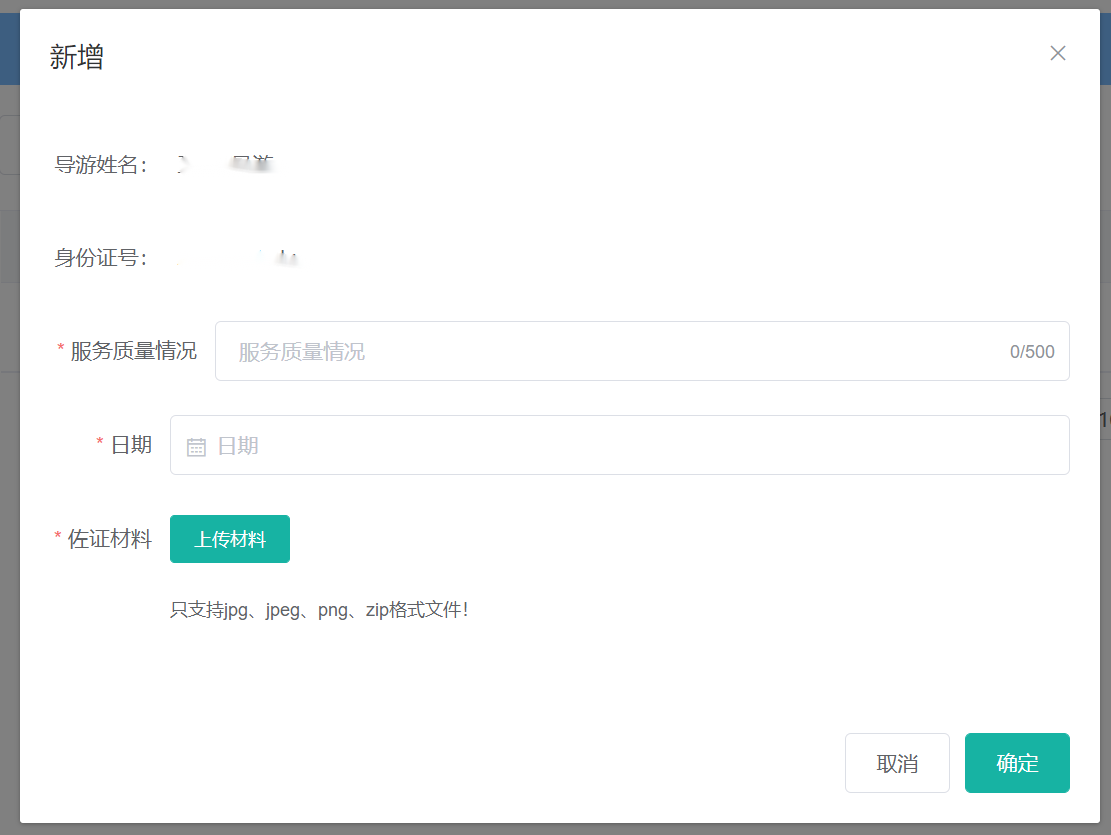 新增
导游姓名：
身份证号：
* 服务质量情况 服务质量情况 0/500
* 日期 日期
* 佐证材料 上传材料
只支持jpg、jpeg、png、zip格式文件！
取消 确定